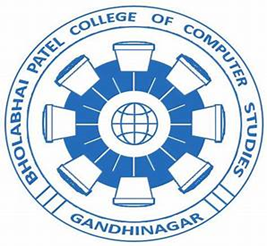 BHOLABHAI PATEL COLLEGE OF COMPUTER STUDIES
GANDHINAGAR